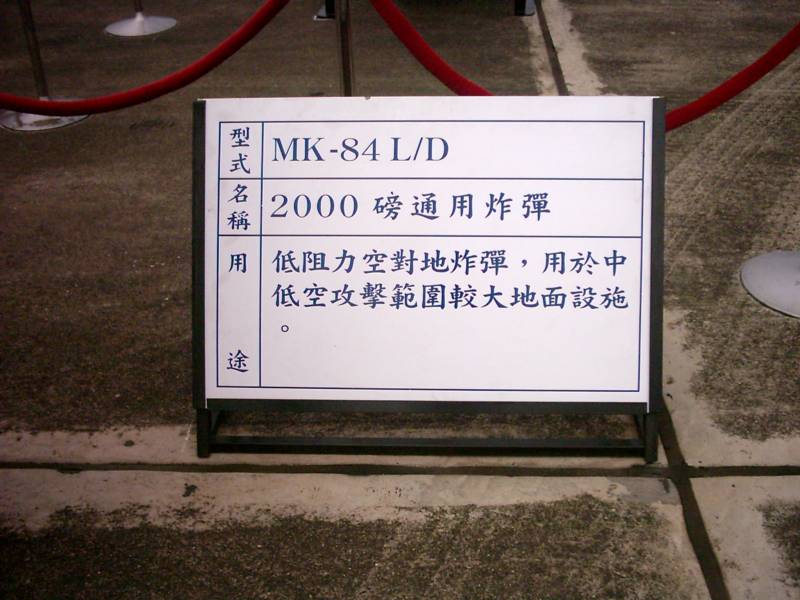 型式 MK-84 L/D
名稱 2000 磅通用炸彈
用途 低阻力空對地炸彈，用於中
低空攻擊範圍較大地面設施
。